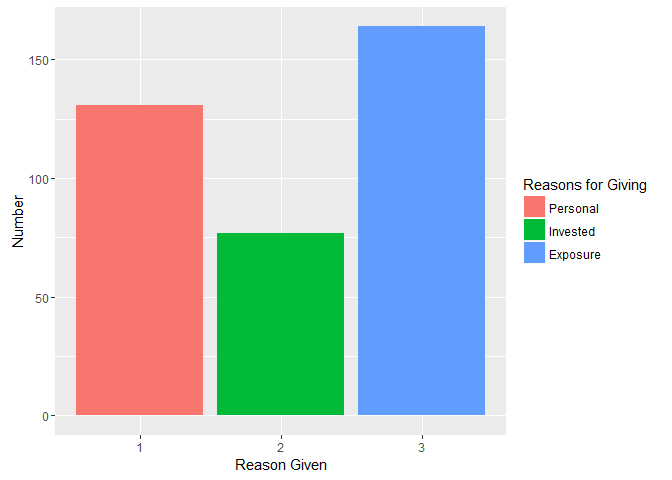 150
100
50
0
Number
1 2 3
Reason Given
Reasons for Giving
Personal
Invested
Exposure